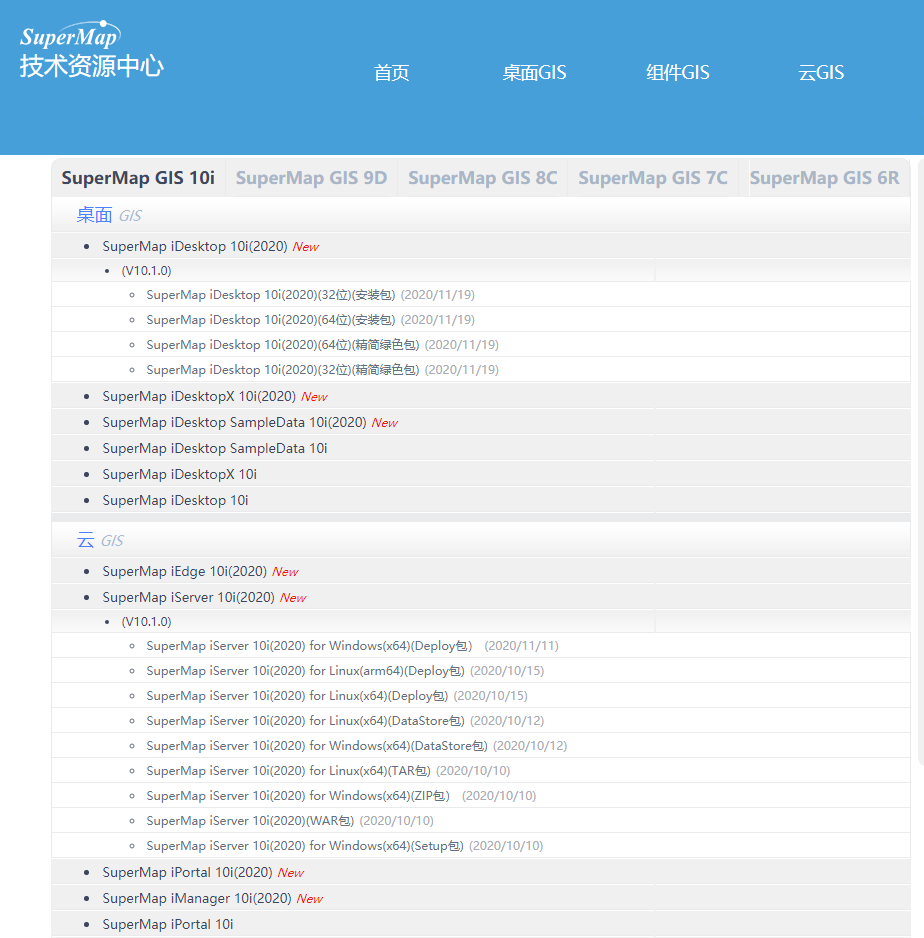 SuperMap
技术资源中心
首页 桌面GIS 组件GIS 云GIS
SuperMap GIS 10i SuperMap GIS 9D SuperMap GIS 8C SuperMap GIS 7C SuperMap GIS 6R
桌面 GIS
SuperMap iDesktop 10i(2020) New
(V10.1.0)
SuperMap iDesktop 10i(2020)(32位)(安装包) (2020/11/19)
SuperMap iDesktop 10i(2020)(64位)(安装包) (2020/11/19)
SuperMap iDesktop 10i(2020)(64位)(精简绿色包) (2020/11/19)
SuperMap iDesktop 10i(2020)(32位)(精简绿色包) (2020/11/19)
SuperMap iDesktopX 10i(2020) New
SuperMap iDesktop SampleData 10i(2020) New
SuperMap iDesktop SampleData 10i
SuperMap iDesktopX 10i
SuperMap iDesktop 10i
云 GIS
SuperMap iEdge 10i(2020) New
SuperMap iServer 10i(2020) New
(V10.1.0)
SuperMap iServer 10i(2020) for Windows(x64)(Deploy包) (2020/11/11)
SuperMap iServer 10i(2020) for Linux(arm64)(Deploy包) (2020/10/15)
SuperMap iServer 10i(2020) for Linux(x64)(Deploy包) (2020/10/15)
SuperMap iServer 10i(2020) for Linux(x64)(DataStore包) (2020/10/12)
SuperMap iServer 10i(2020) for Windows(x64)(DataStore包) (2020/10/12)
SuperMap iServer 10i(2020) for Linux(x64)(TAR包) (2020/10/10)
SuperMap iServer 10i(2020) for Windows(x64)(ZIP包) (2020/10/10)
SuperMap iServer 10i(2020)(WAR包) (2020/10/10)
SuperMap iServer 10i(2020) for Windows(x64)(Setup包) (2020/10/10)
SuperMap iPortal 10i(2020) New
SuperMap iManager 10i(2020) New
SuperMap iPortal 10i